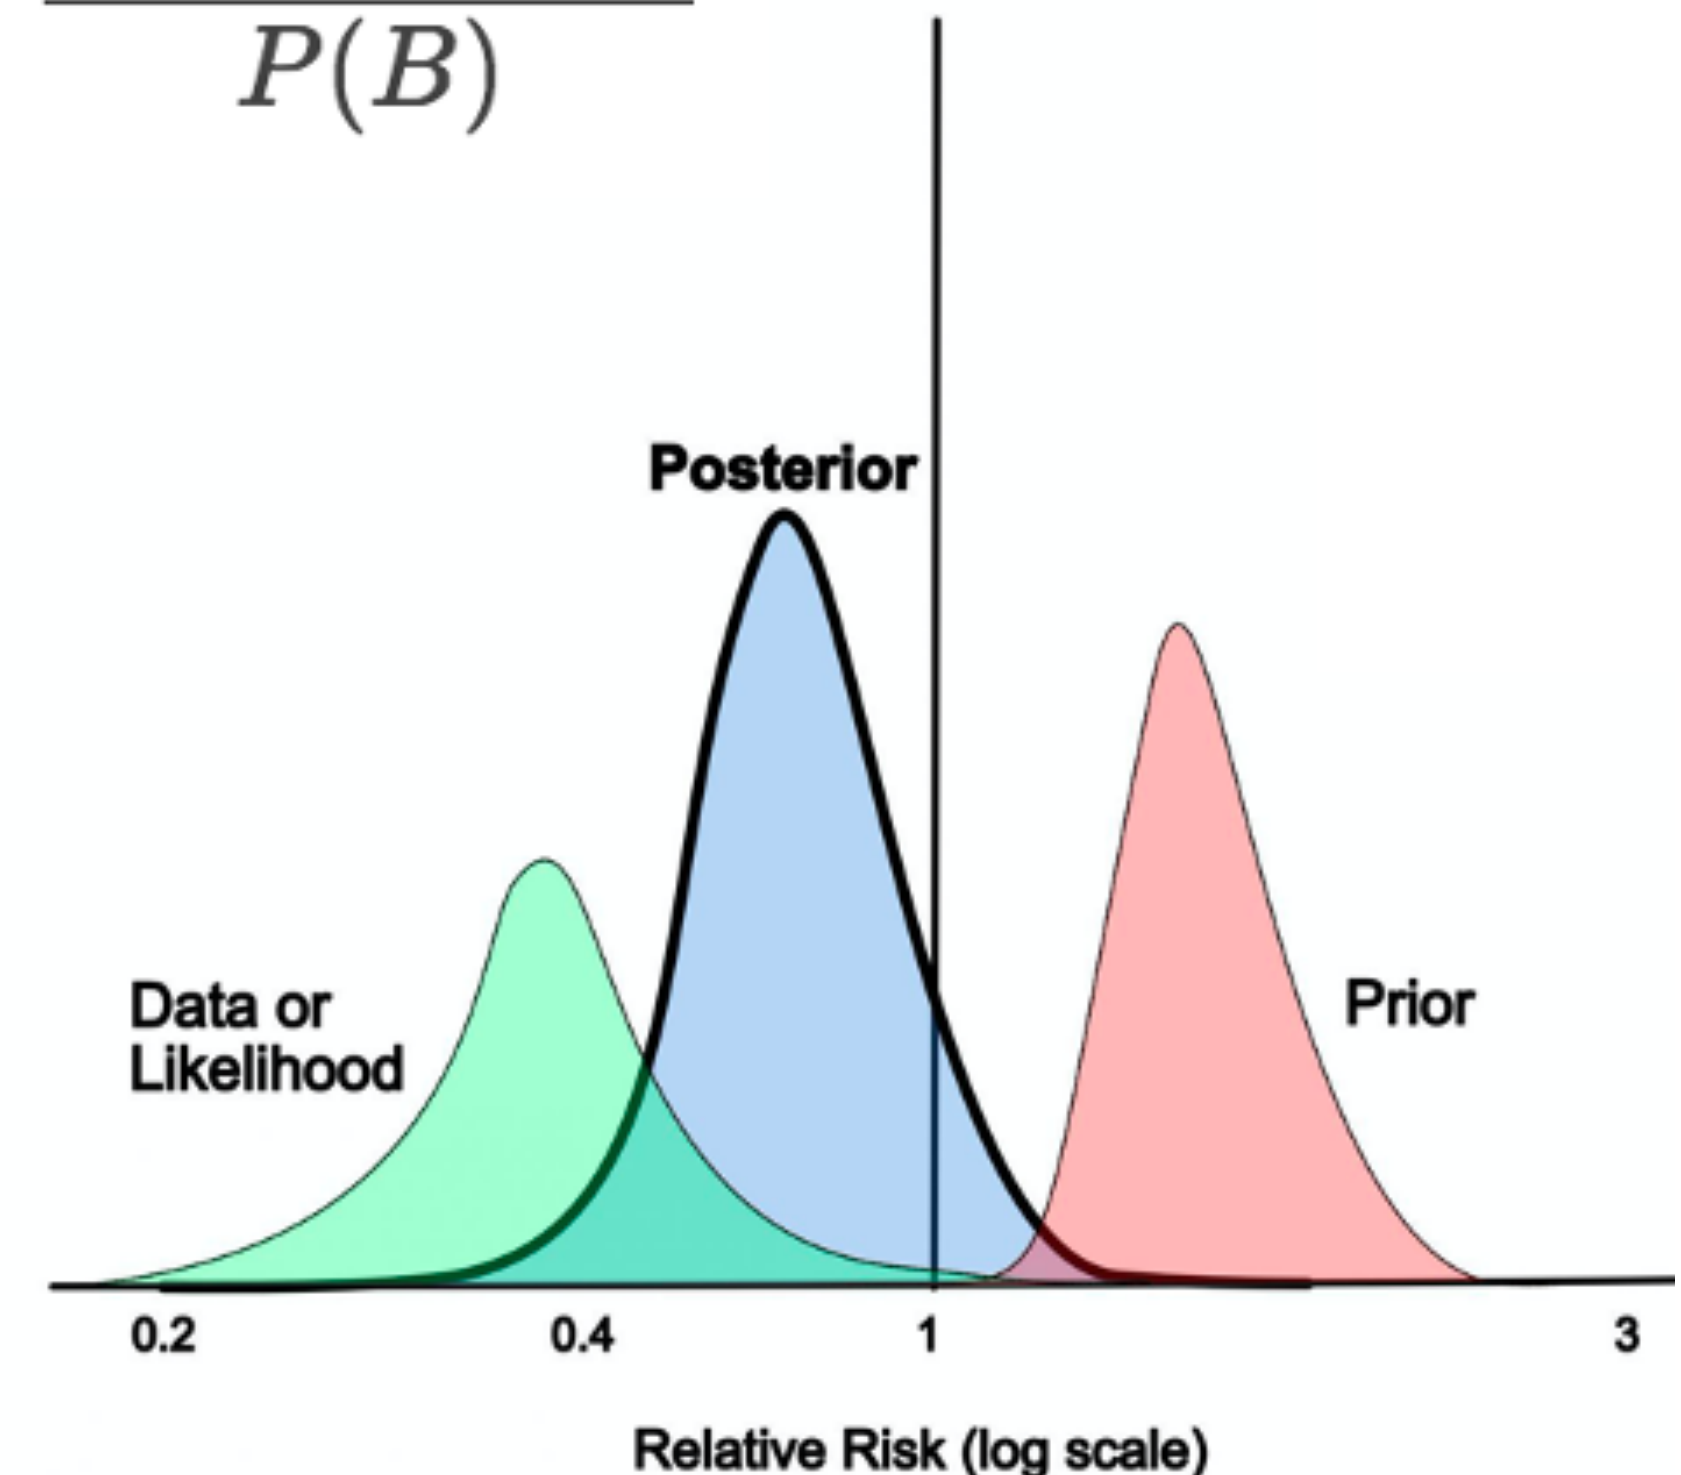 P(B)
Posterior
Data or
Likelihood
Prior
0.2 0.4 1 3
Relative Risk (log scale)